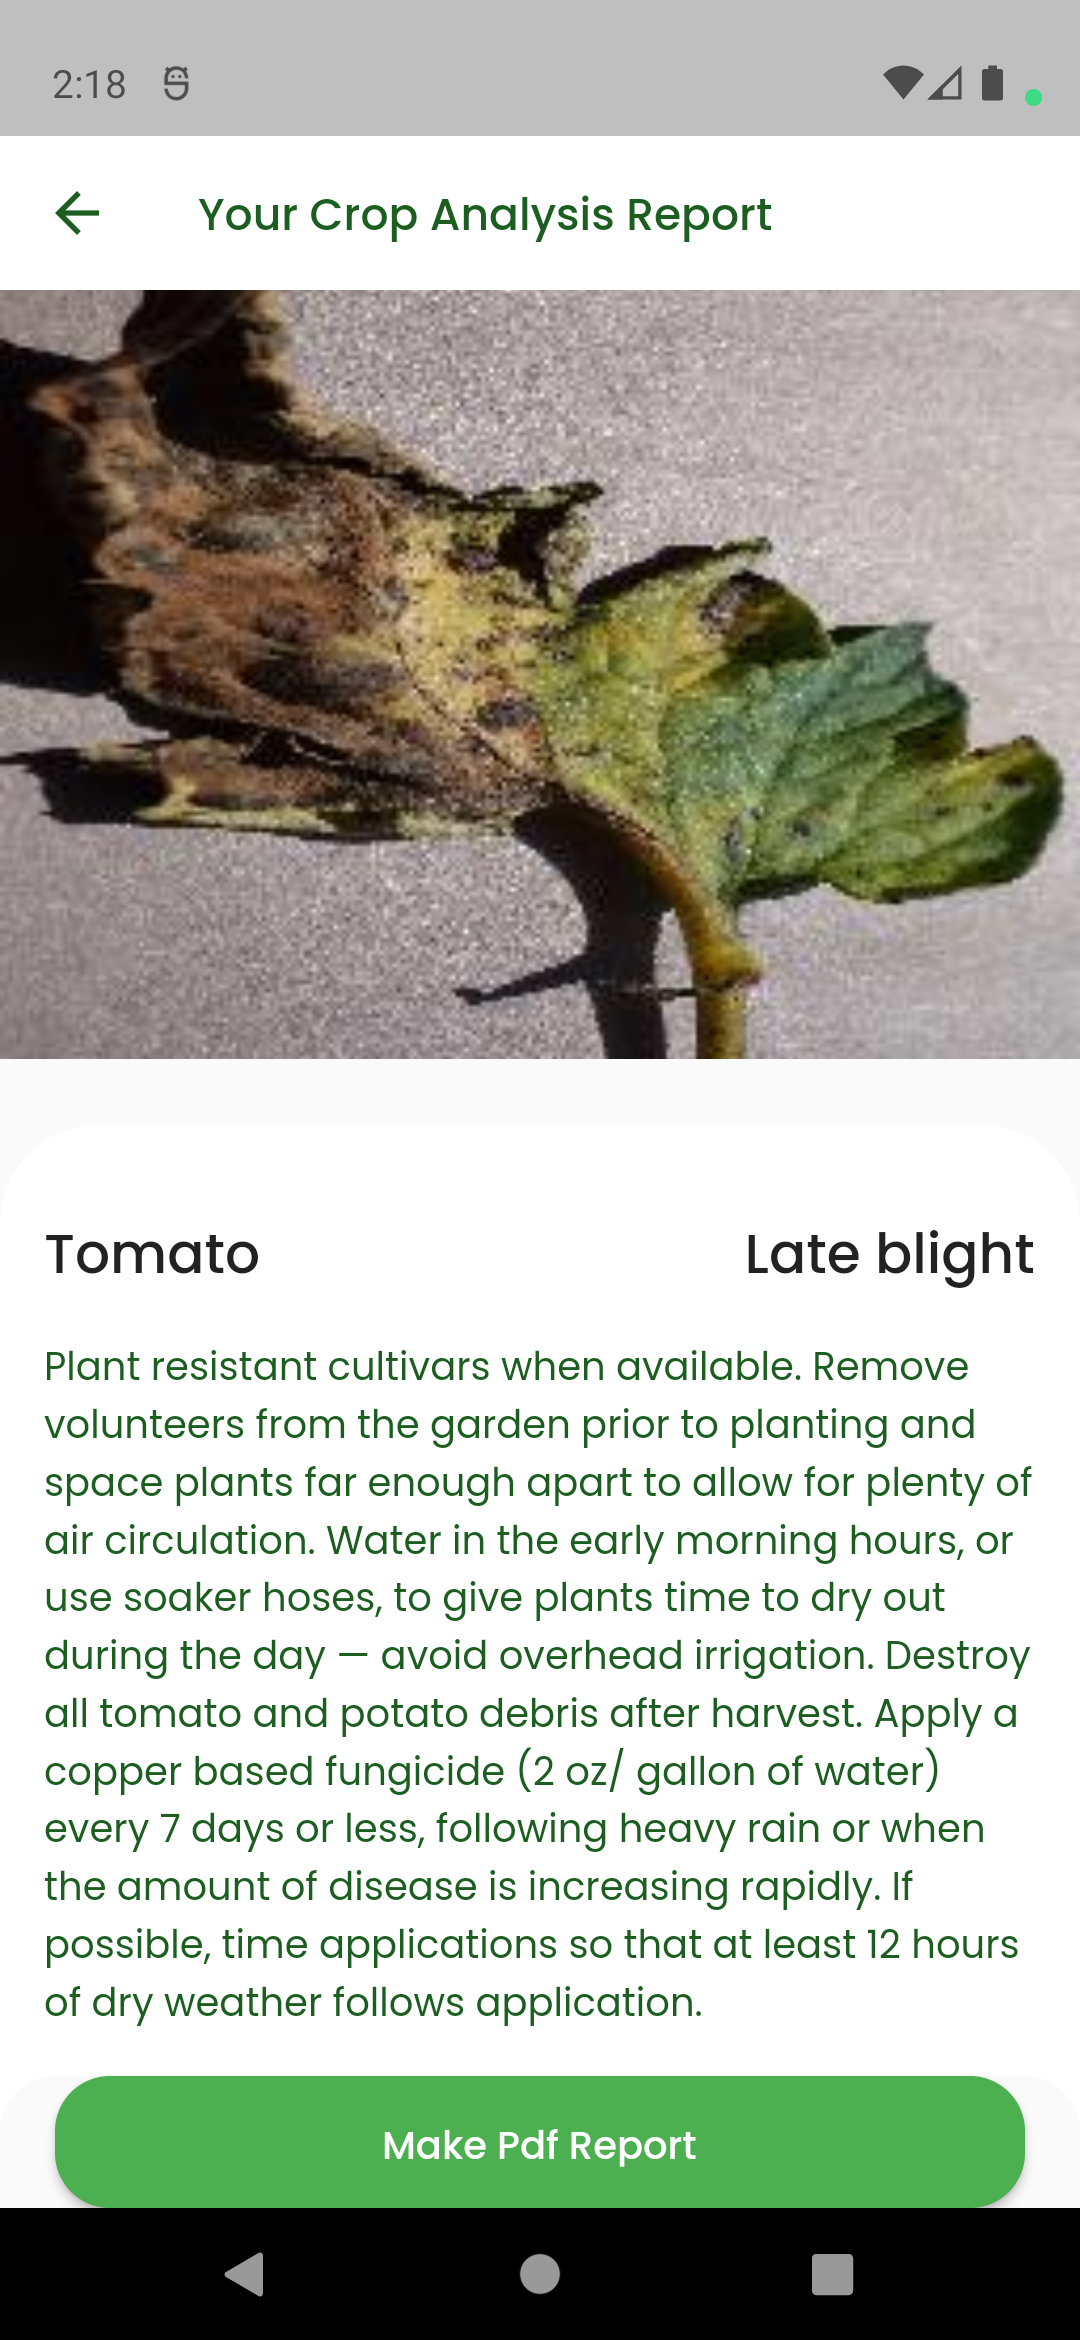 2:18
Your Crop Analysis Report
Tomato Late blight
Plant resistant cultivars when available. Remove
volunteers from the garden prior to planting and
space plants far enough apart to allow for plenty of
air circulation. Water in the early morning hours, or
use soaker hoses, to give plants time to dry out
during the day — avoid overhead irrigation. Destroy
all tomato and potato debris after harvest. Apply a
copper based fungicide (2 oz/ gallon of water)
every 7 days or less, following heavy rain or when
the amount of disease is increasing rapidly. If
possible, time applications so that at least 12 hours
of dry weather follows application.
Make Pdf Report